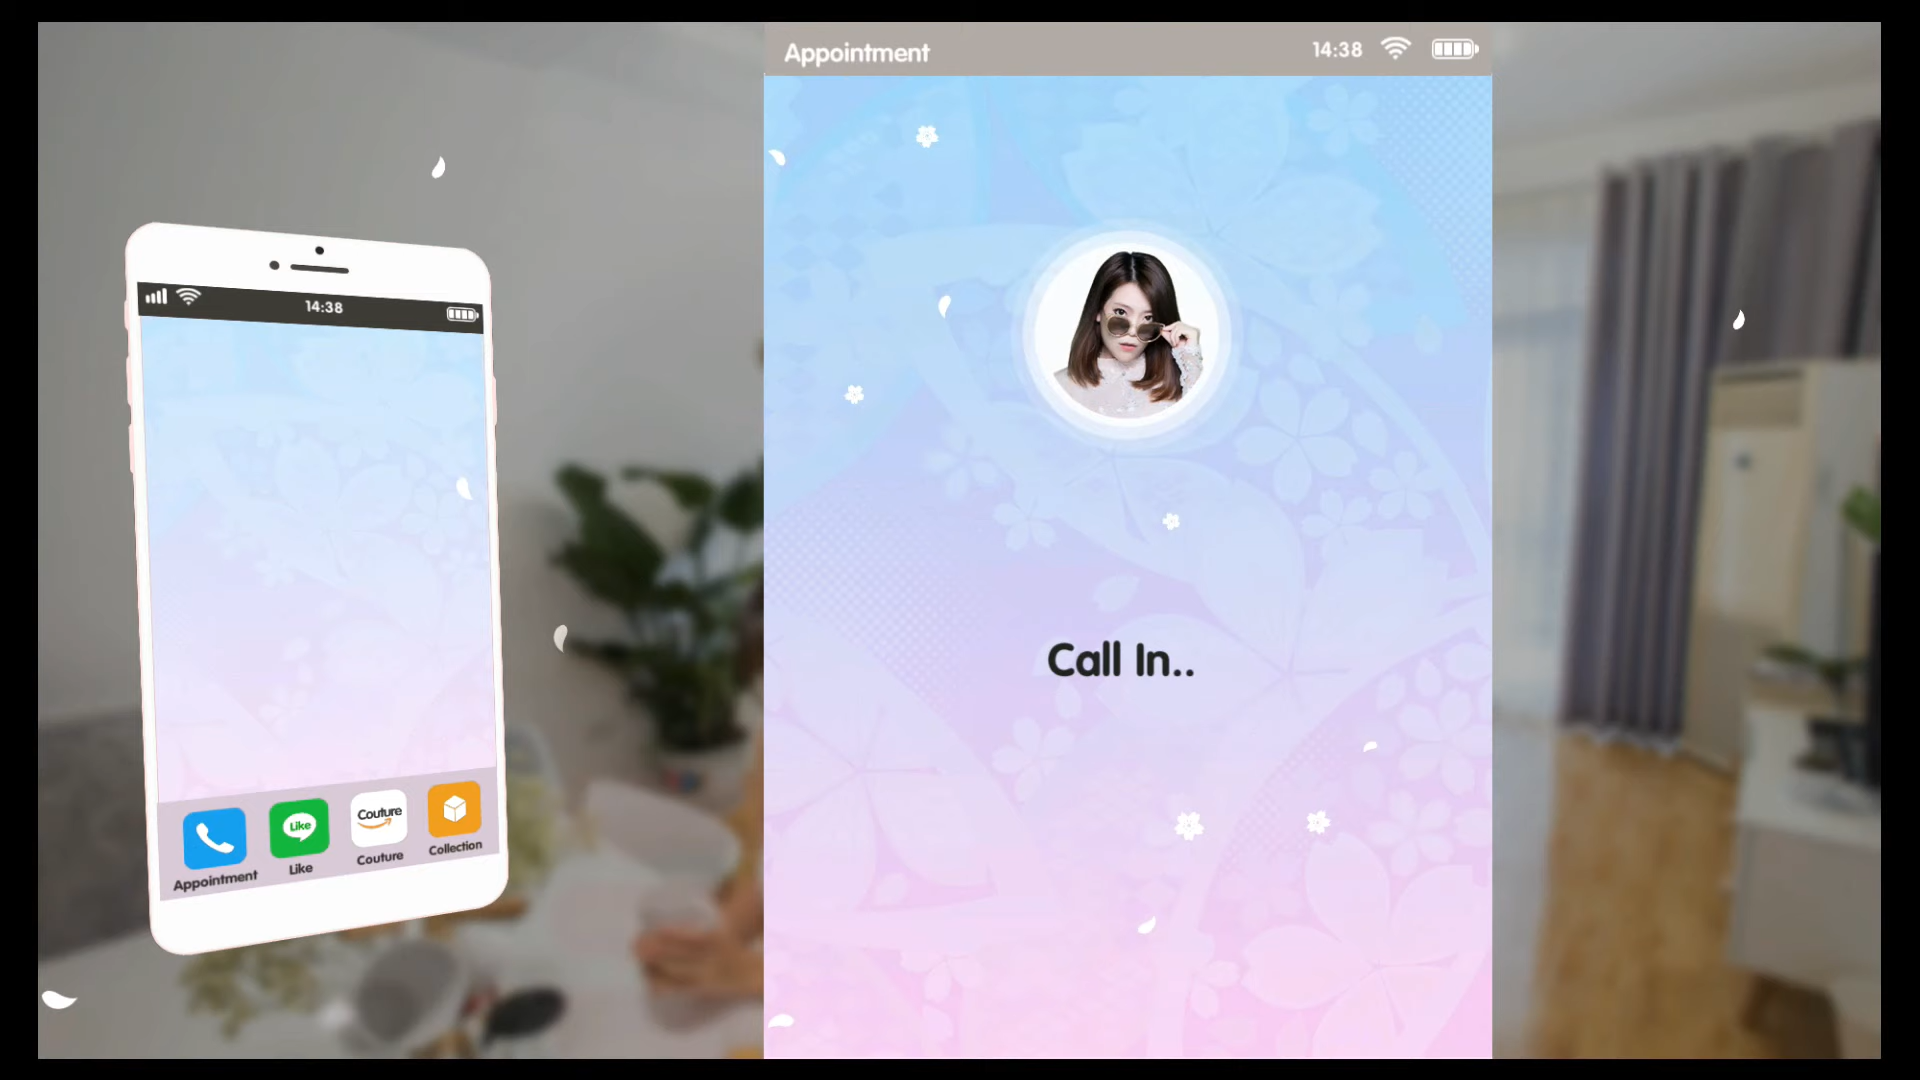 Appointment
14:38
14:38
Like
Couture
Appointment
Like
Couture
Collection
Call In..